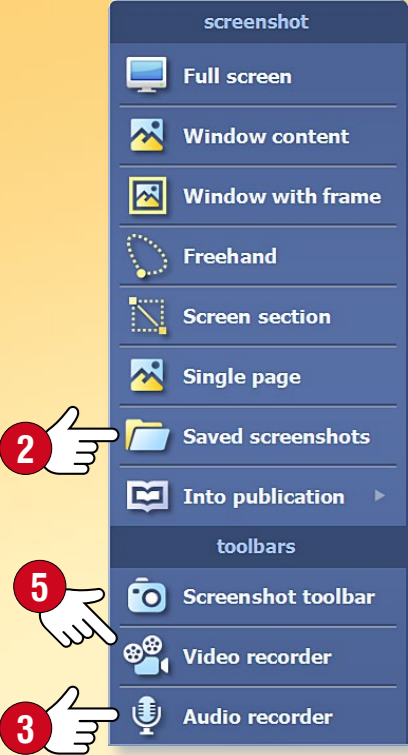 screenshot
Full screen
Window content
Window with frame
Freehand
Screen section
Single page
2
Saved screenshots
Into publication
toolbars
5
Screenshot toolbar
Video recorder
3
Audio recorder